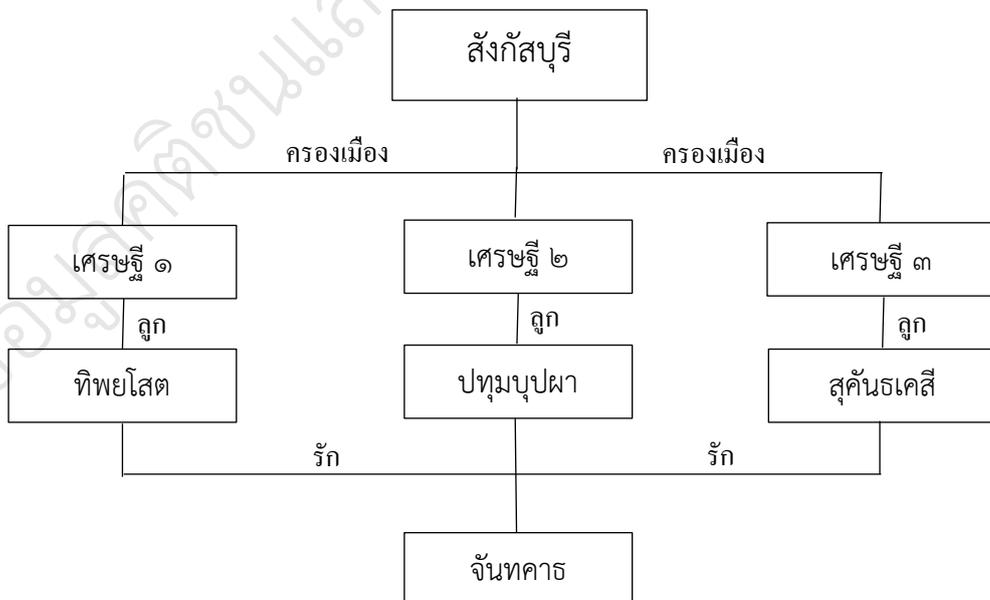 สังกัสบุรี
ครองเมือง ครองเมือง
เศรษฐี ๑ เศรษฐี ๒ เศรษฐี ๓
ลูก ลูก ลูก
ทิพยโสต ปทุมบุปผา สุคันธเคสี
รัก รัก
จันทคาธ